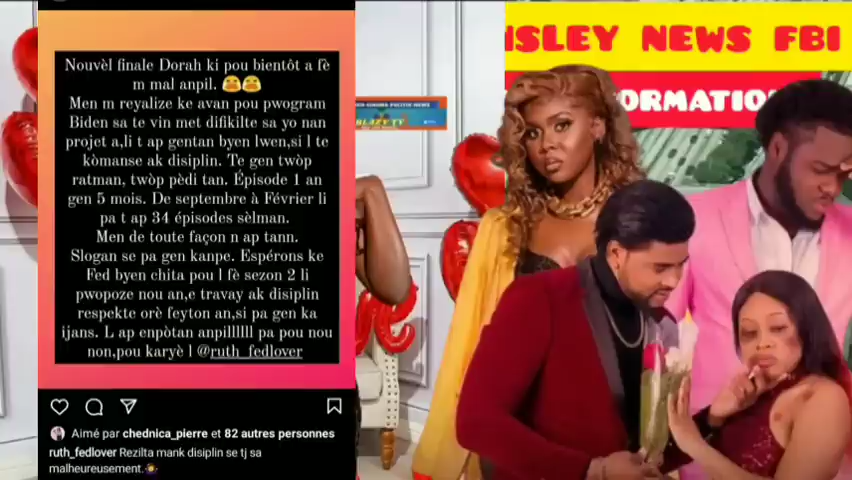 Nouvèl finale Dorah ki pou bientôt a fè
m mal anpil. 😫😫
Men m reyalize ke avan pou pwogram
Biden sa te vin met difikilte sa yo nan
projet a,li t ap gentan byen lwen,si l te
kòmanse ak disiplin. Te gen twòp
ratman, twòp pèdi tan. Épisode 1 an
gen 5 mois. De septembre à Février li
pa t ap 34 épisodes sèlman.
Men de toute façon n ap tann.
Slogan se pa gen kanpe. Espérons ke
Fed byen chita pou l fè sezon 2 li
pwopoze nou an,e travay ak disiplin
respekte orè feyton an,si pa gen ka
ijans. L ap enpòtan anpillllll pa pou nou
non,pou karyè l @ruth_fedlover
Aimé par chednica_pierre et 82 autres personnes
ruth_fedlover Rezilta mank disiplin se tj sa
malheureusement.
BLAZY TV
NSLEY NEWS FBI
ORMATIO